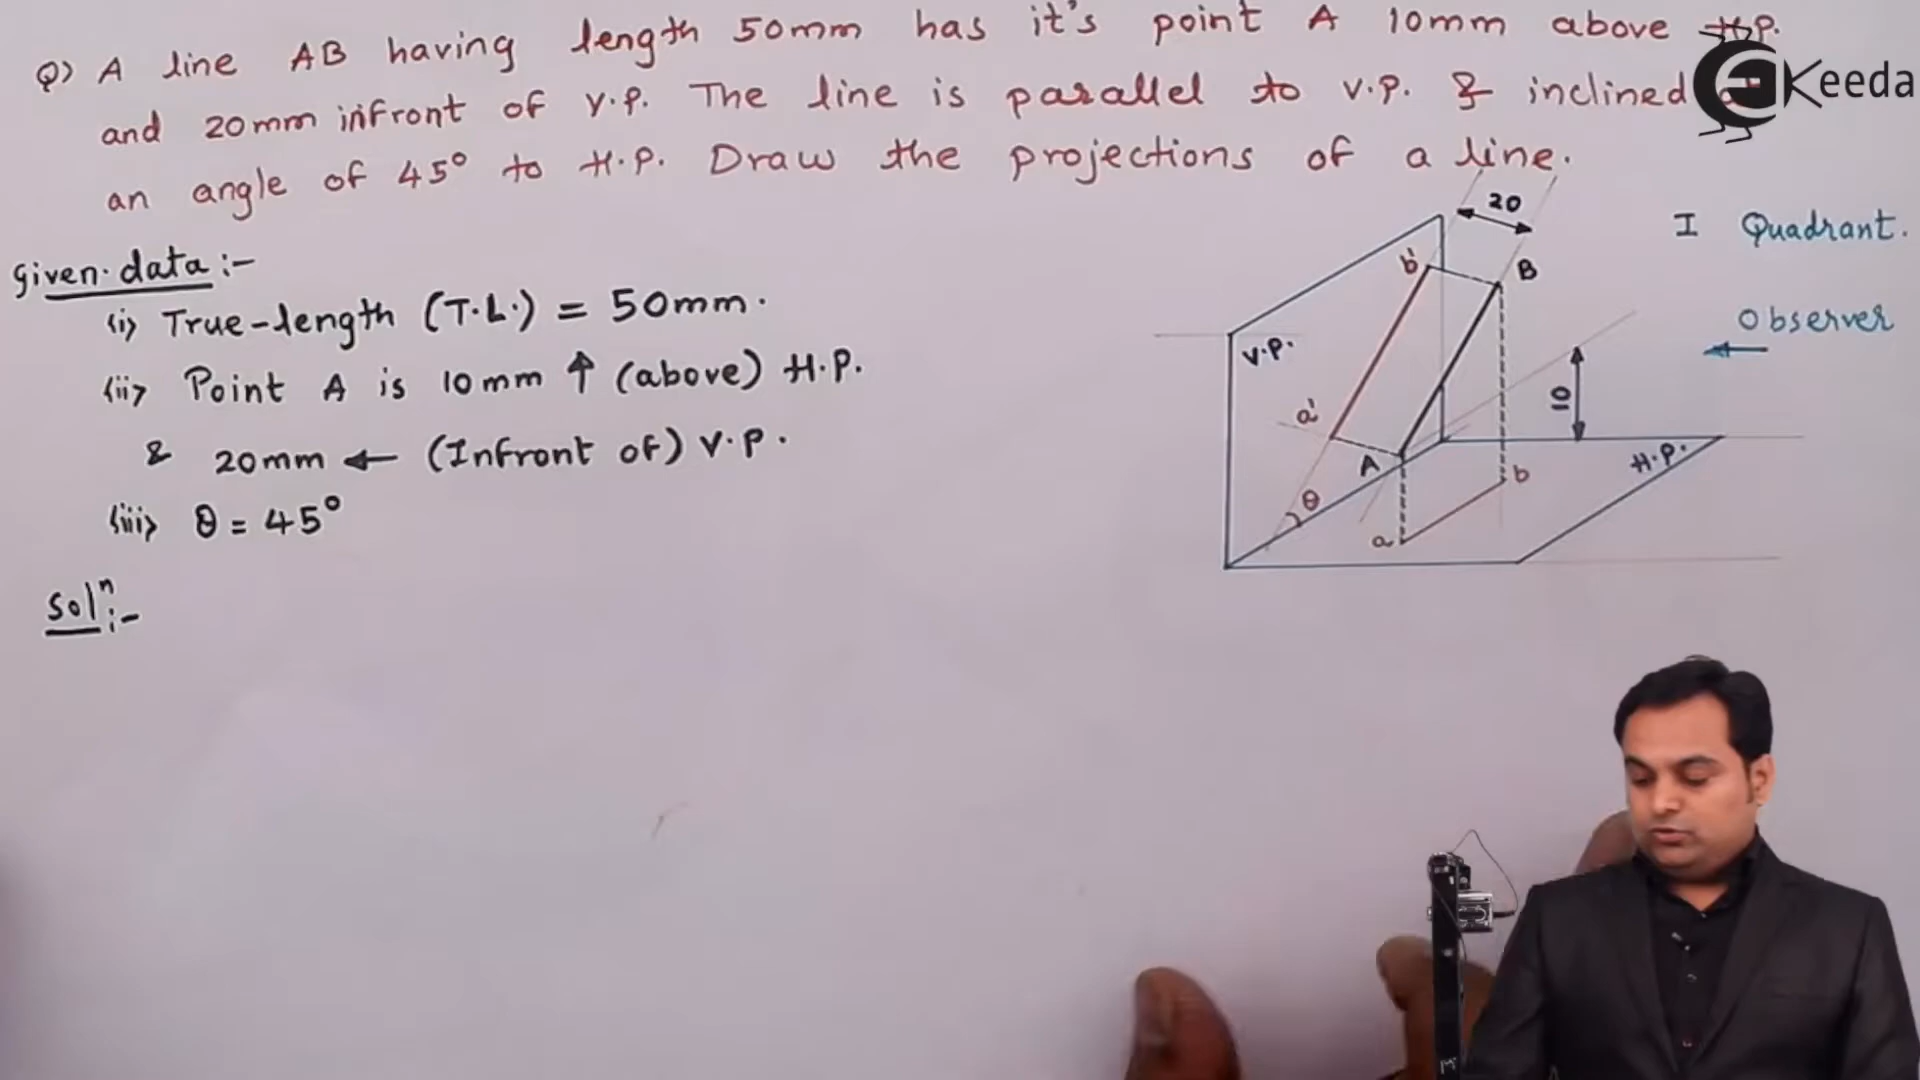 Q) A line AB having length 50mm has it's point A 10mm above H.P.
and 20mm infront of V.P. The line is parallel to V.P. & inclined at
an angle of 45° to H.P. Draw the projections of a line.
Keeda
Given data :-
(i) True-length (T.L.) = 50mm.
(ii) Point A is 10mm ↑ (above) H.P.
& 20mm ← (Infront of) V.P.
(iii) θ = 45°
Solⁿ:-
20
I Quadrant.
b'
B
Observer
V.P.
10
a'
A
H.P.
θ
b
a